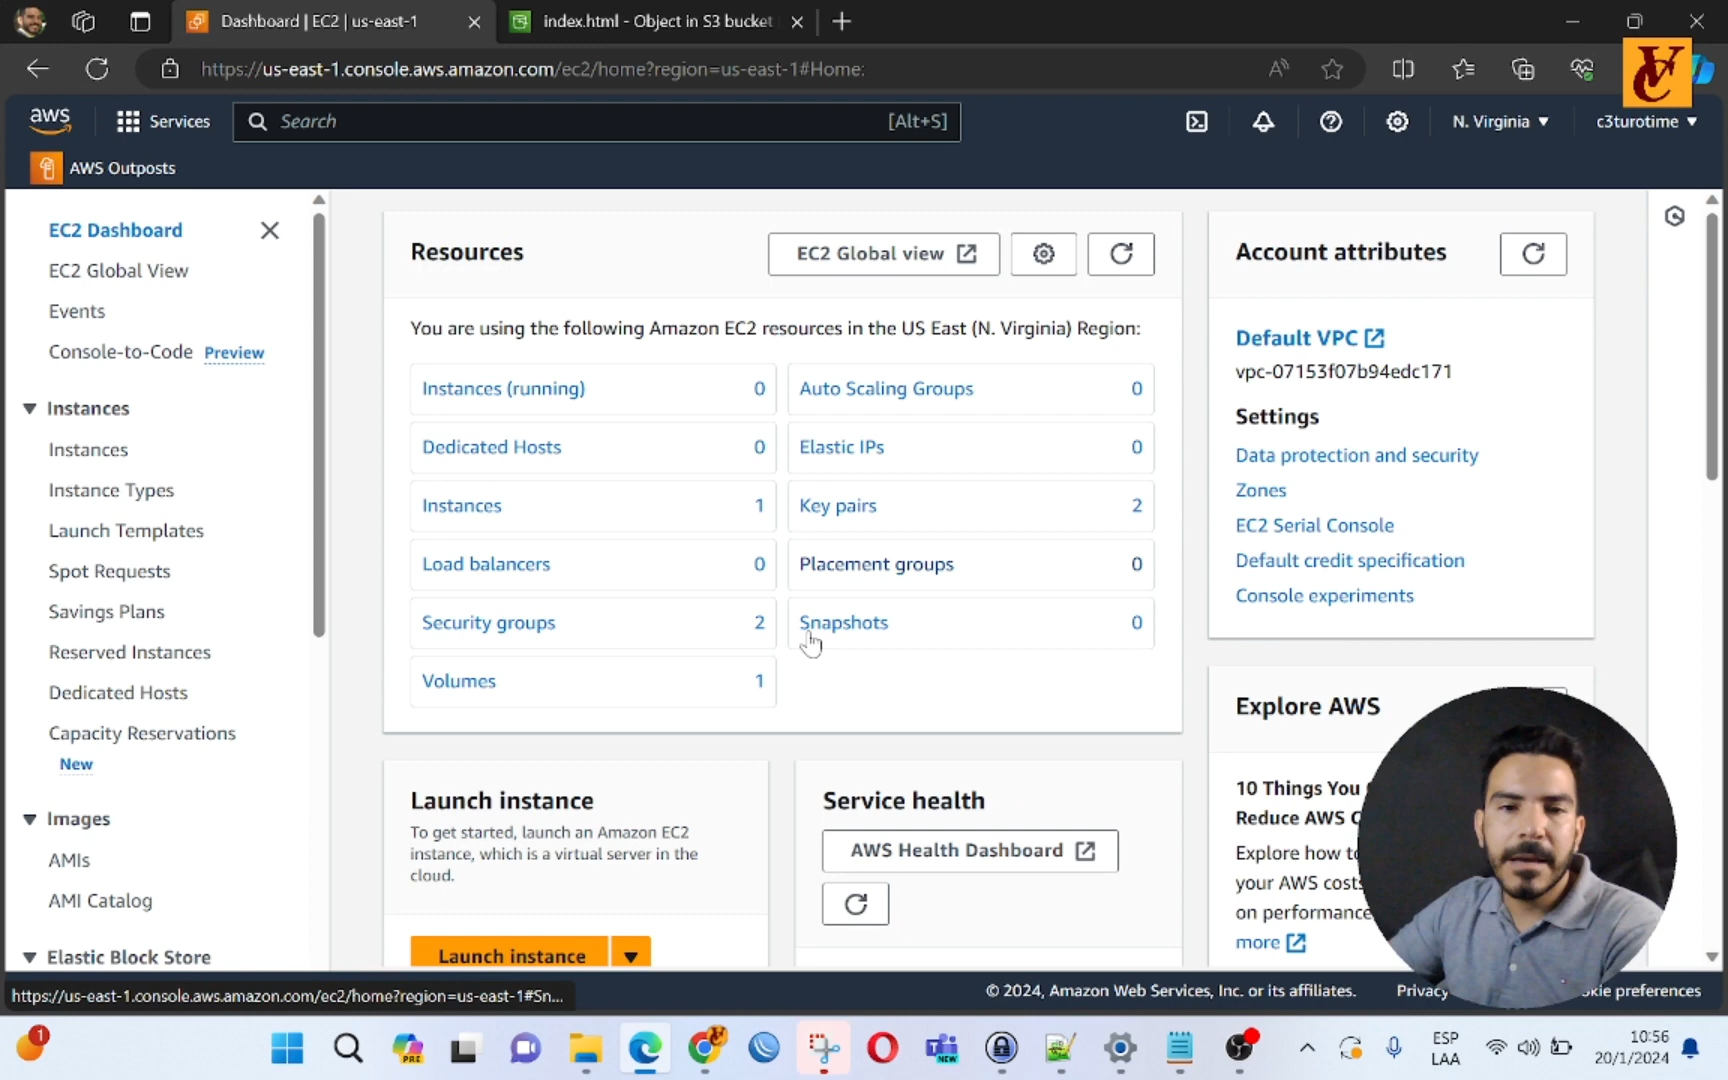 Dashboard | EC2 | us-east-1
index.html - Object in S3 bucket
https://us-east-1.console.aws.amazon.com/ec2/home?region=us-east-1#Home:
aws
Services
Search
[Alt+S]
N. Virginia
c3turotime
AWS Outposts
EC2 Dashboard
EC2 Global View
Events
Console-to-Code Preview
Instances
Instances
Instance Types
Launch Templates
Spot Requests
Savings Plans
Reserved Instances
Dedicated Hosts
Capacity Reservations
New
Images
AMIs
AMI Catalog
Elastic Block Store
Resources
EC2 Global view
You are using the following Amazon EC2 resources in the US East (N. Virginia) Region:
Instances (running) 0
Auto Scaling Groups 0
Dedicated Hosts 0
Elastic IPs 0
Instances 1
Key pairs 2
Load balancers 0
Placement groups 0
Security groups 2
Snapshots 0
Volumes 1
Launch instance
To get started, launch an Amazon EC2
instance, which is a virtual server in the
cloud.
Launch instance
Service health
AWS Health Dashboard
Account attributes
Default VPC
vpc-07153f07b94edc171
Settings
Data protection and security
Zones
EC2 Serial Console
Default credit specification
Console experiments
Explore AWS
10 Things You
Reduce AWS C
Explore how to
your AWS costs
on performance
more
https://us-east-1.console.aws.amazon.com/ec2/home?region=us-east-1#Sn...
© 2024, Amazon Web Services, Inc. or its affiliates.
Privacy
kie preferences
1
PRE
NEW
ESP
LAA
10:56
20/1/2024